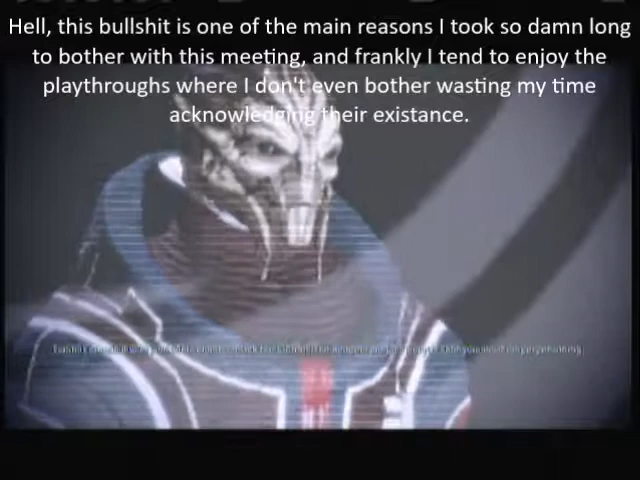 Hell, this bullshit is one of the main reasons I took so damn long
to bother with this meeting, and frankly I tend to enjoy the
playthroughs where I don't even bother wasting my time
acknowledging their existance.